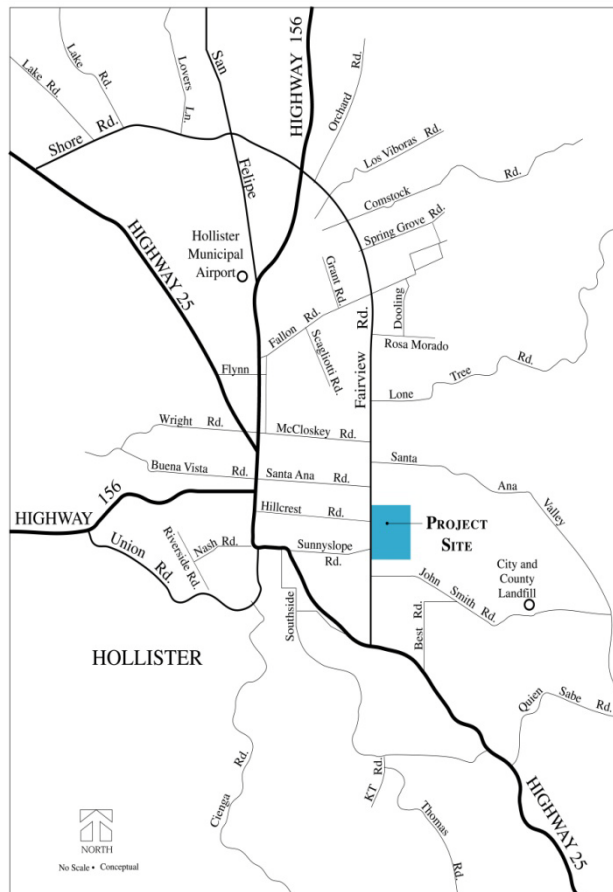 Lake Rd.
Lake Rd.
Lovers Ln.
San Felipe
HIGHWAY 156
Orchard Rd.
Shore Rd.
Los Viboras Rd.
Comstock Rd.
Spring Grove Rd.
HIGHWAY 25
Hollister
Municipal
Airport
Grant Rd.
Fallon Rd.
Scagliotti Rd.
Dooling
Rosa Morado
Fairview Rd.
Flynn
Lone Tree Rd.
Wright Rd.
McCloskey Rd.
Santa Ana Valley
Buena Vista Rd.
Santa Ana Rd.
HIGHWAY 156
Hillcrest Rd.
PROJECT
SITE
Union Rd.
Riverside Rd.
Nash Rd.
Sunnyslope
Rd.
City and
County
Landfill
John Smith Rd.
Best Rd.
Southside
HOLLISTER
Quien Sabe Rd.
Cienga Rd.
KT Rd.
Thomas Rd.
HIGHWAY 25
NORTH
No Scale • Conceptual